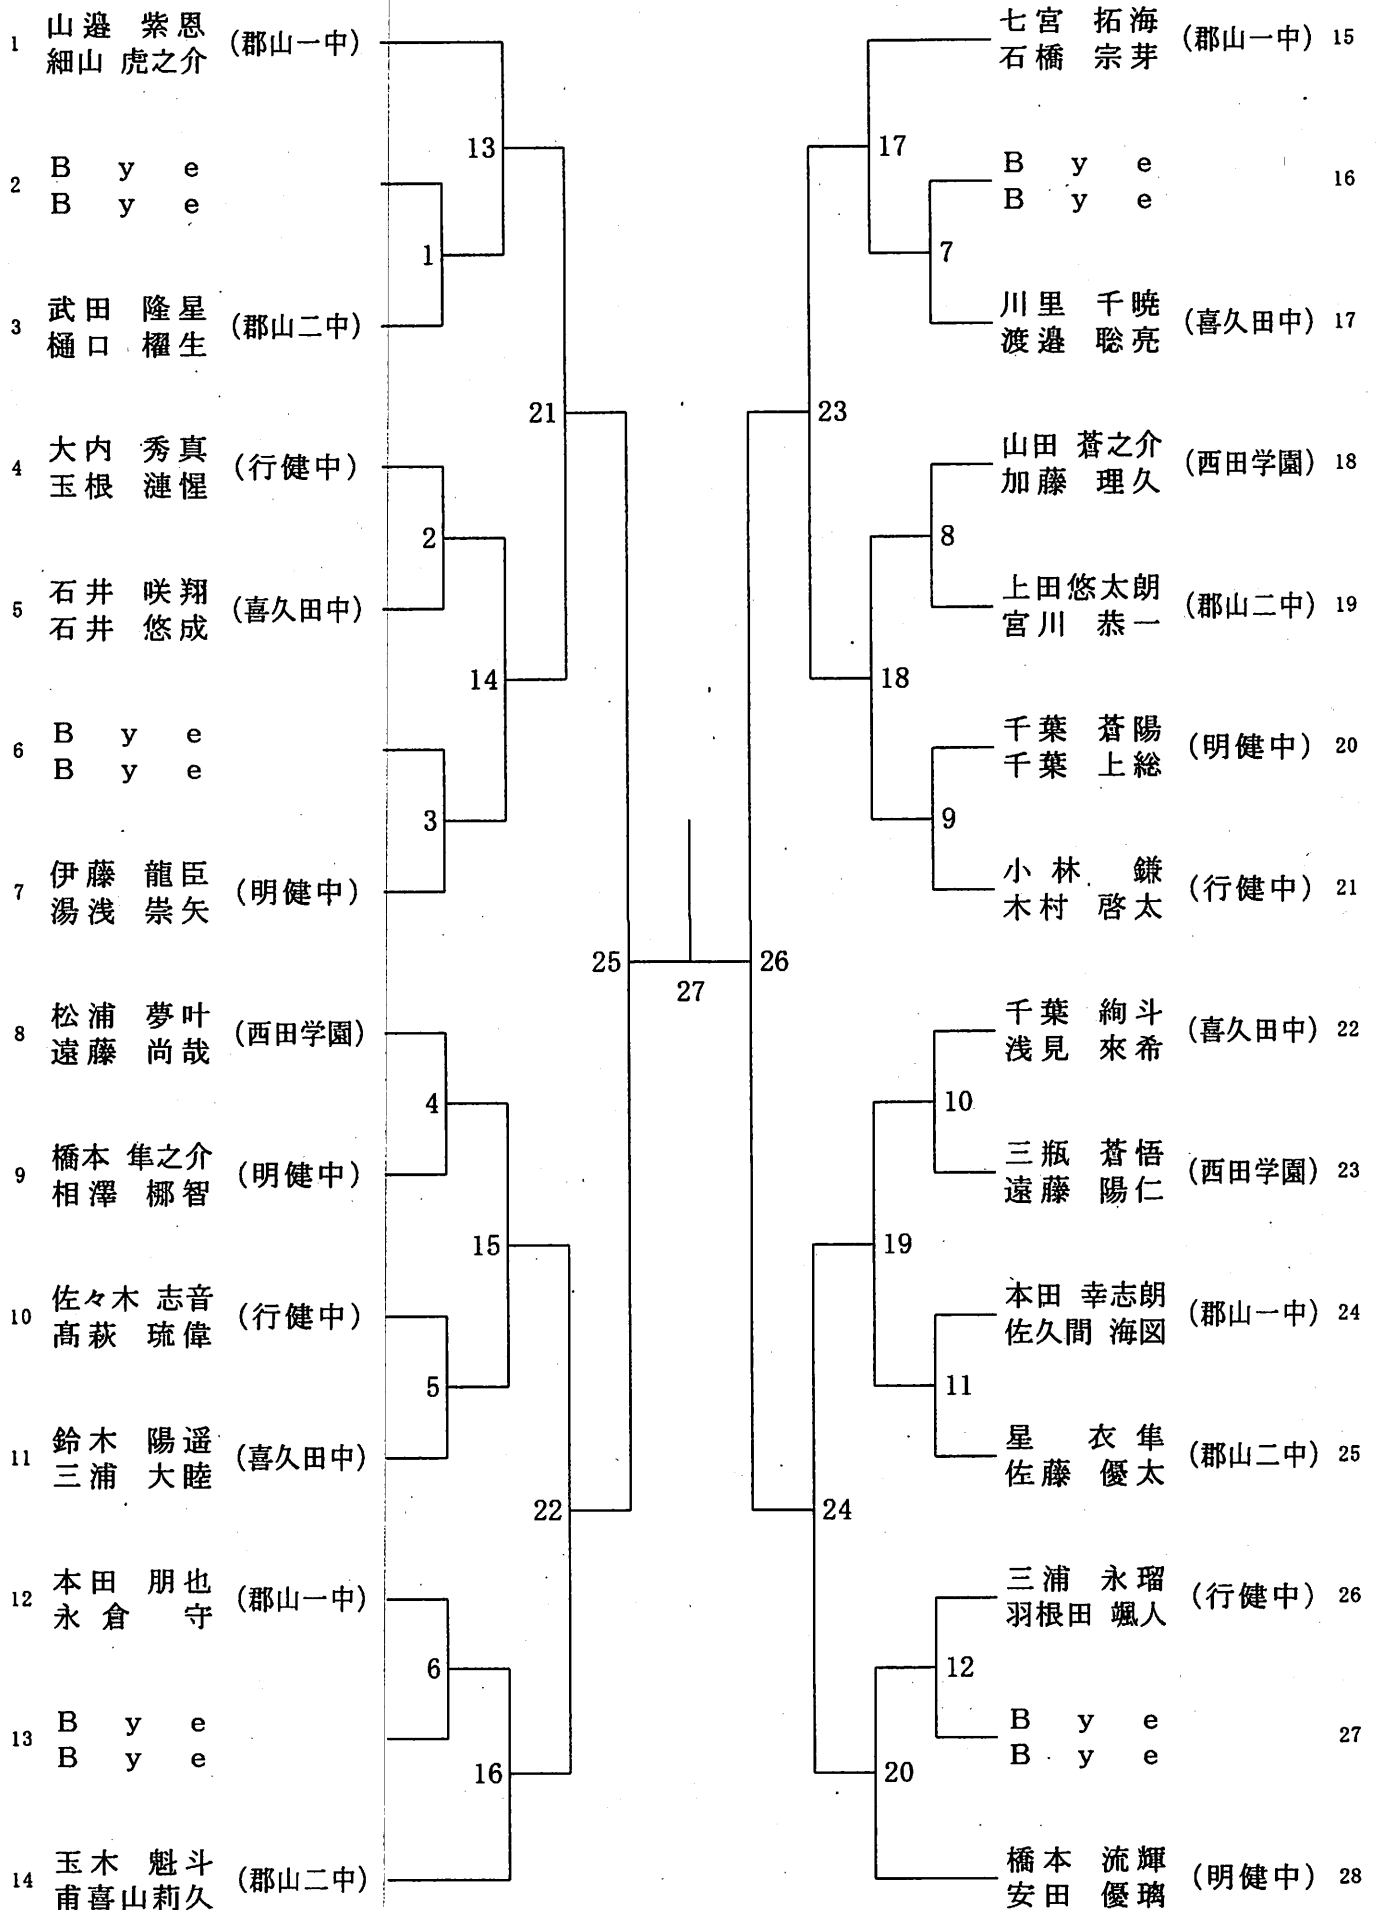 1 山邉 紫恩 (郡山一中)
細山 虎之介
2 Bye
Bye
3 武田 隆星 (郡山二中)
樋口 櫂生
4 大内 秀真 (行健中)
玉根 漣惺
5 石井 咲翔 (喜久田中)
石井 悠成
6 Bye
Bye
7 伊藤 龍臣 (明健中)
湯浅 崇矢
8 松浦 夢叶 (西田学園)
遠藤 尚哉
9 橋本 隼之介 (明健中)
相澤 梛智
10 佐々木 志音 (行健中)
髙萩 琉偉
11 鈴木 陽遥 (喜久田中)
三浦 大睦
12 本田 朋也 (郡山一中)
永倉 守
13 Bye
Bye
14 玉木 魁斗 (郡山二中)
甫喜山莉久
1
2
3
4
5
6
13
14
15
16
21
22
25
27
26
23
24
17
18
19
20
7
8
9
10
11
12
七宮 拓海 (郡山一中) 15
石橋 宗芽
Bye 16
Bye
川里 千暁 (喜久田中) 17
渡邉 聡亮
山田 蒼之介 (西田学園) 18
加藤 理久
上田悠太朗 (郡山二中) 19
宮川 恭一
千葉 蒼陽 (明健中) 20
千葉 上総
小林 鎌 (行健中) 21
木村 啓太
千葉 絢斗 (喜久田中) 22
浅見 來希
三瓶 蒼悟 (西田学園) 23
遠藤 陽仁
本田 幸志朗 (郡山一中) 24
佐久間 海図
星 衣隼 (郡山二中) 25
佐藤 優太
三浦 永瑠 (行健中) 26
羽根田 颯人
Bye 27
Bye
橋本 流輝 (明健中) 28
安田 優璃